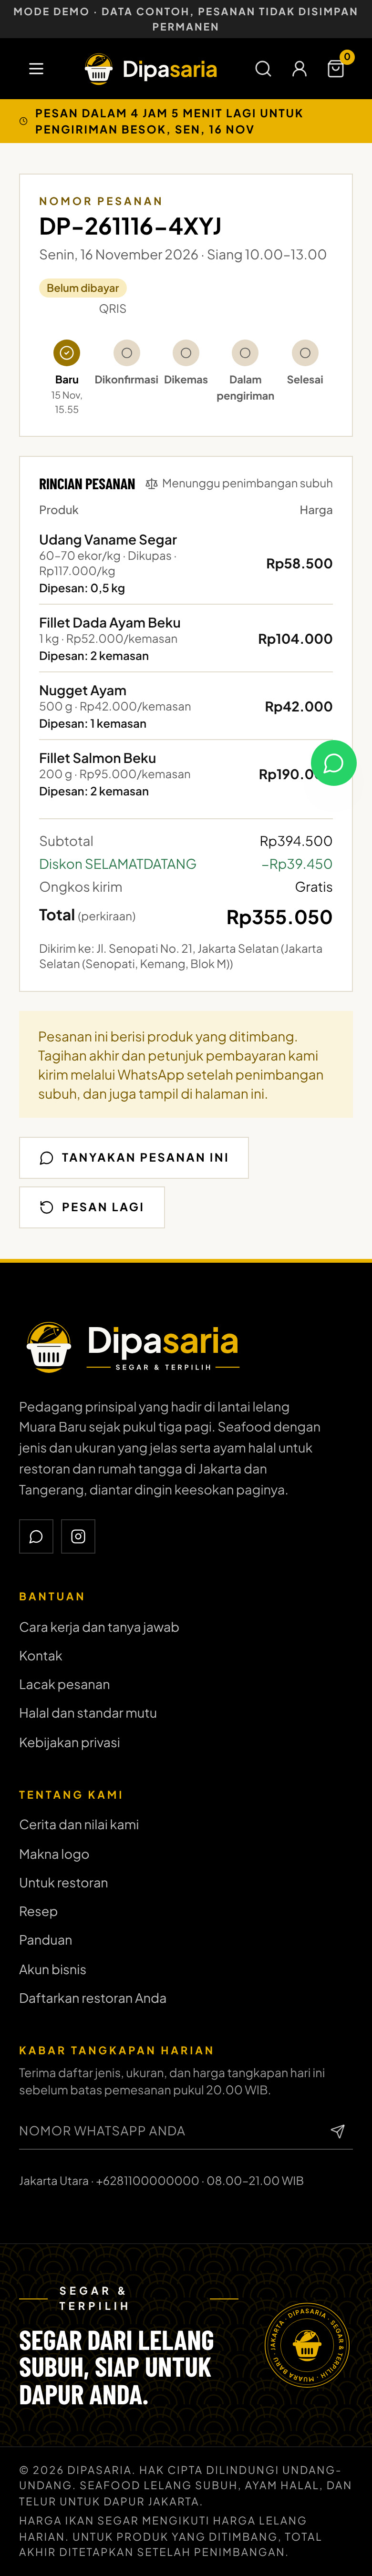 MODE DEMO · DATA CONTOH, PESANAN TIDAK DISIMPAN
PERMANEN
Dipasaria
0
PESAN DALAM 4 JAM 5 MENIT LAGI UNTUK
PENGIRIMAN BESOK, SEN, 16 NOV
NOMOR PESANAN
DP-261116-4XYJ
Senin, 16 November 2026 · Siang 10.00–13.00
Belum dibayar
QRIS
Baru
15 Nov,
15.55
Dikonfirmasi
Dikemas
Dalam
pengiriman
Selesai
RINCIAN PESANAN
Menunggu penimbangan subuh
Produk
Harga
Udang Vaname Segar
60–70 ekor/kg · Dikupas ·
Rp117.000/kg
Dipesan: 0,5 kg
Rp58.500
Fillet Dada Ayam Beku
1 kg · Rp52.000/kemasan
Dipesan: 2 kemasan
Rp104.000
Nugget Ayam
500 g · Rp42.000/kemasan
Dipesan: 1 kemasan
Rp42.000
Fillet Salmon Beku
200 g · Rp95.000/kemasan
Dipesan: 2 kemasan
Subtotal Rp394.500
Diskon SELAMATDATANG –Rp39.450
Ongkos kirim Gratis
Total (perkiraan) Rp355.050
Dikirim ke: Jl. Senopati No. 21, Jakarta Selatan (Jakarta
Selatan (Senopati, Kemang, Blok M))
Pesanan ini berisi produk yang ditimbang.
Tagihan akhir dan petunjuk pembayaran kami
kirim melalui WhatsApp setelah penimbangan
subuh, dan juga tampil di halaman ini.
TANYAKAN PESANAN INI
PESAN LAGI
Dipasaria
SEGAR & TERPILIH
Pedagang prinsipal yang hadir di lantai lelang
Muara Baru sejak pukul tiga pagi. Seafood dengan
jenis dan ukuran yang jelas serta ayam halal untuk
restoran dan rumah tangga di Jakarta dan
Tangerang, diantar dingin keesokan paginya.
BANTUAN
Cara kerja dan tanya jawab
Kontak
Lacak pesanan
Halal dan standar mutu
Kebijakan privasi
TENTANG KAMI
Cerita dan nilai kami
Makna logo
Untuk restoran
Resep
Panduan
Akun bisnis
Daftarkan restoran Anda
KABAR TANGKAPAN HARIAN
Terima daftar jenis, ukuran, dan harga tangkapan hari ini
sebelum batas pemesanan pukul 20.00 WIB.
NOMOR WHATSAPP ANDA
Jakarta Utara · +6281100000000 · 08.00–21.00 WIB
SEGAR &
TERPILIH
SEGAR DARI LELANG
SUBUH, SIAP UNTUK
DAPUR ANDA.
DIPASARIA · SEGAR & TERPILIH · MUARA BARU · JAKARTA
© 2026 DIPASARIA. HAK CIPTA DILINDUNGI UNDANG-
UNDANG. SEAFOOD LELANG SUBUH, AYAM HALAL, DAN
TELUR UNTUK DAPUR JAKARTA.
HARGA IKAN SEGAR MENGIKUTI HARGA LELANG
HARIAN. UNTUK PRODUK YANG DITIMBANG, TOTAL
AKHIR DITETAPKAN SETELAH PENIMBANGAN.